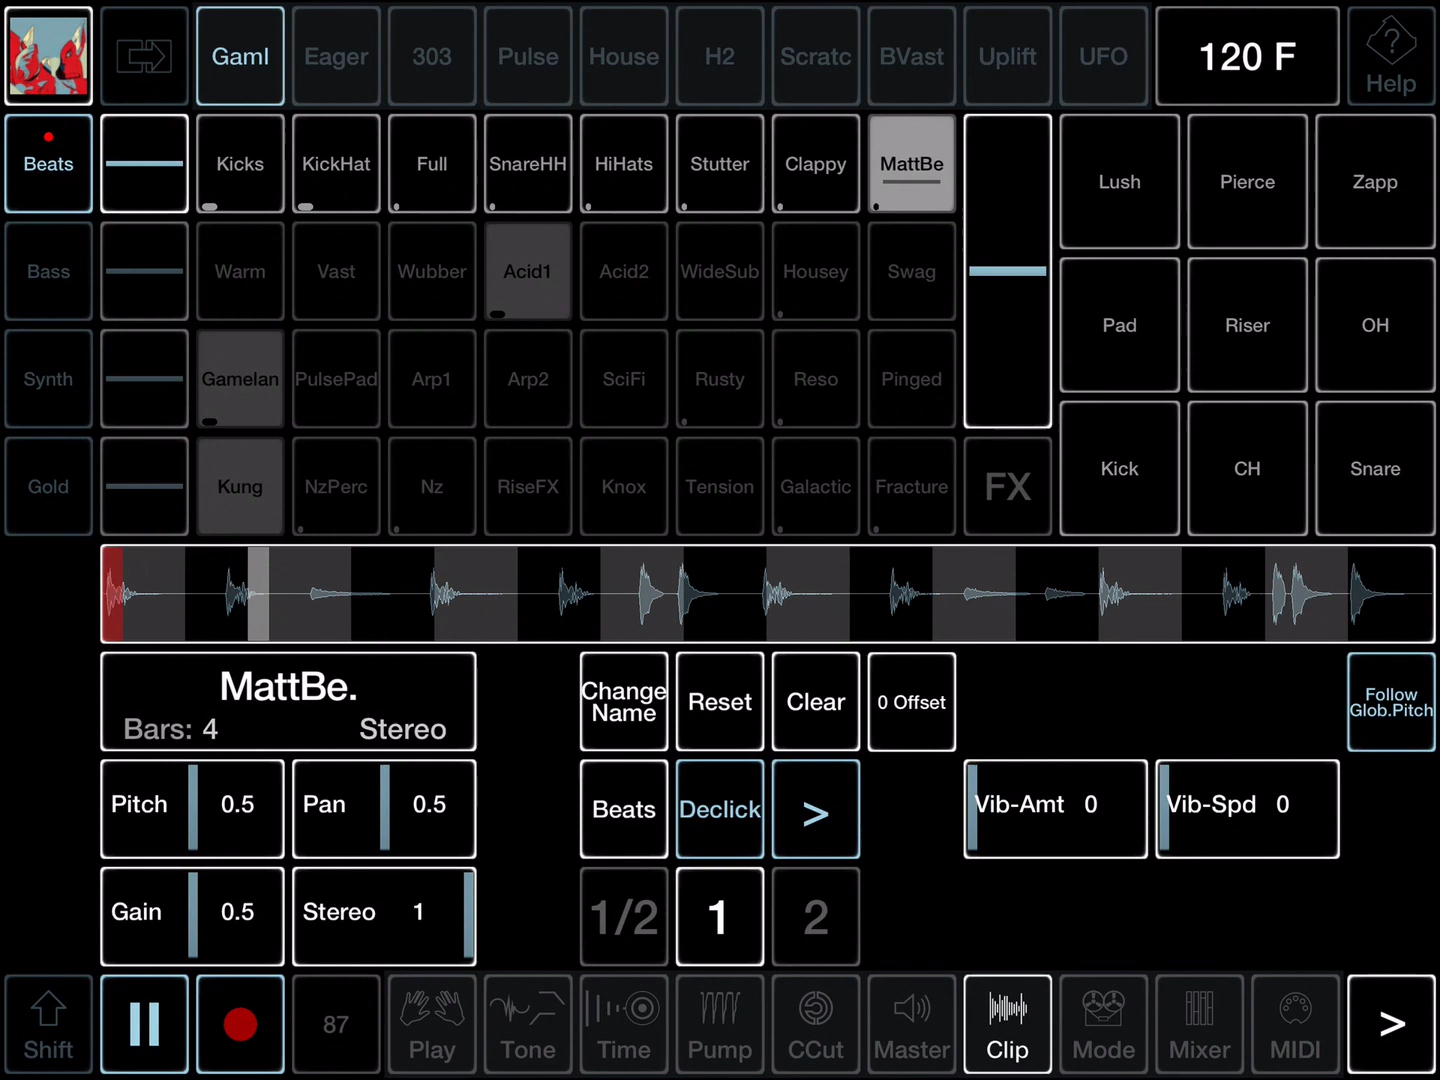 Gaml Eager 303 Pulse House H2 Scratc BVast Uplift UFO 120 F Help
Beats Kicks KickHat Full SnareHH HiHats Stutter Clappy MattBe Lush Pierce Zapp
Bass Warm Vast Wubber Acid1 Acid2 WideSub Housey Swag
Pad Riser OH
Synth Gamelan PulsePad Arp1 Arp2 SciFi Rusty Reso Pinged
Gold Kung NzPerc Nz RiseFX Knox Tension Galactic Fracture FX Kick CH Snare
MattBe.
Bars: 4 Stereo
Change
Name
Reset Clear 0 Offset
Follow
Glob.Pitch
Pitch 0.5 Pan 0.5 Beats Declick > Vib-Amt 0 Vib-Spd 0
Gain 0.5 Stereo 1 1/2 1 2
Shift 87 Play Tone Time Pump CCut Master Clip Mode Mixer MIDI >